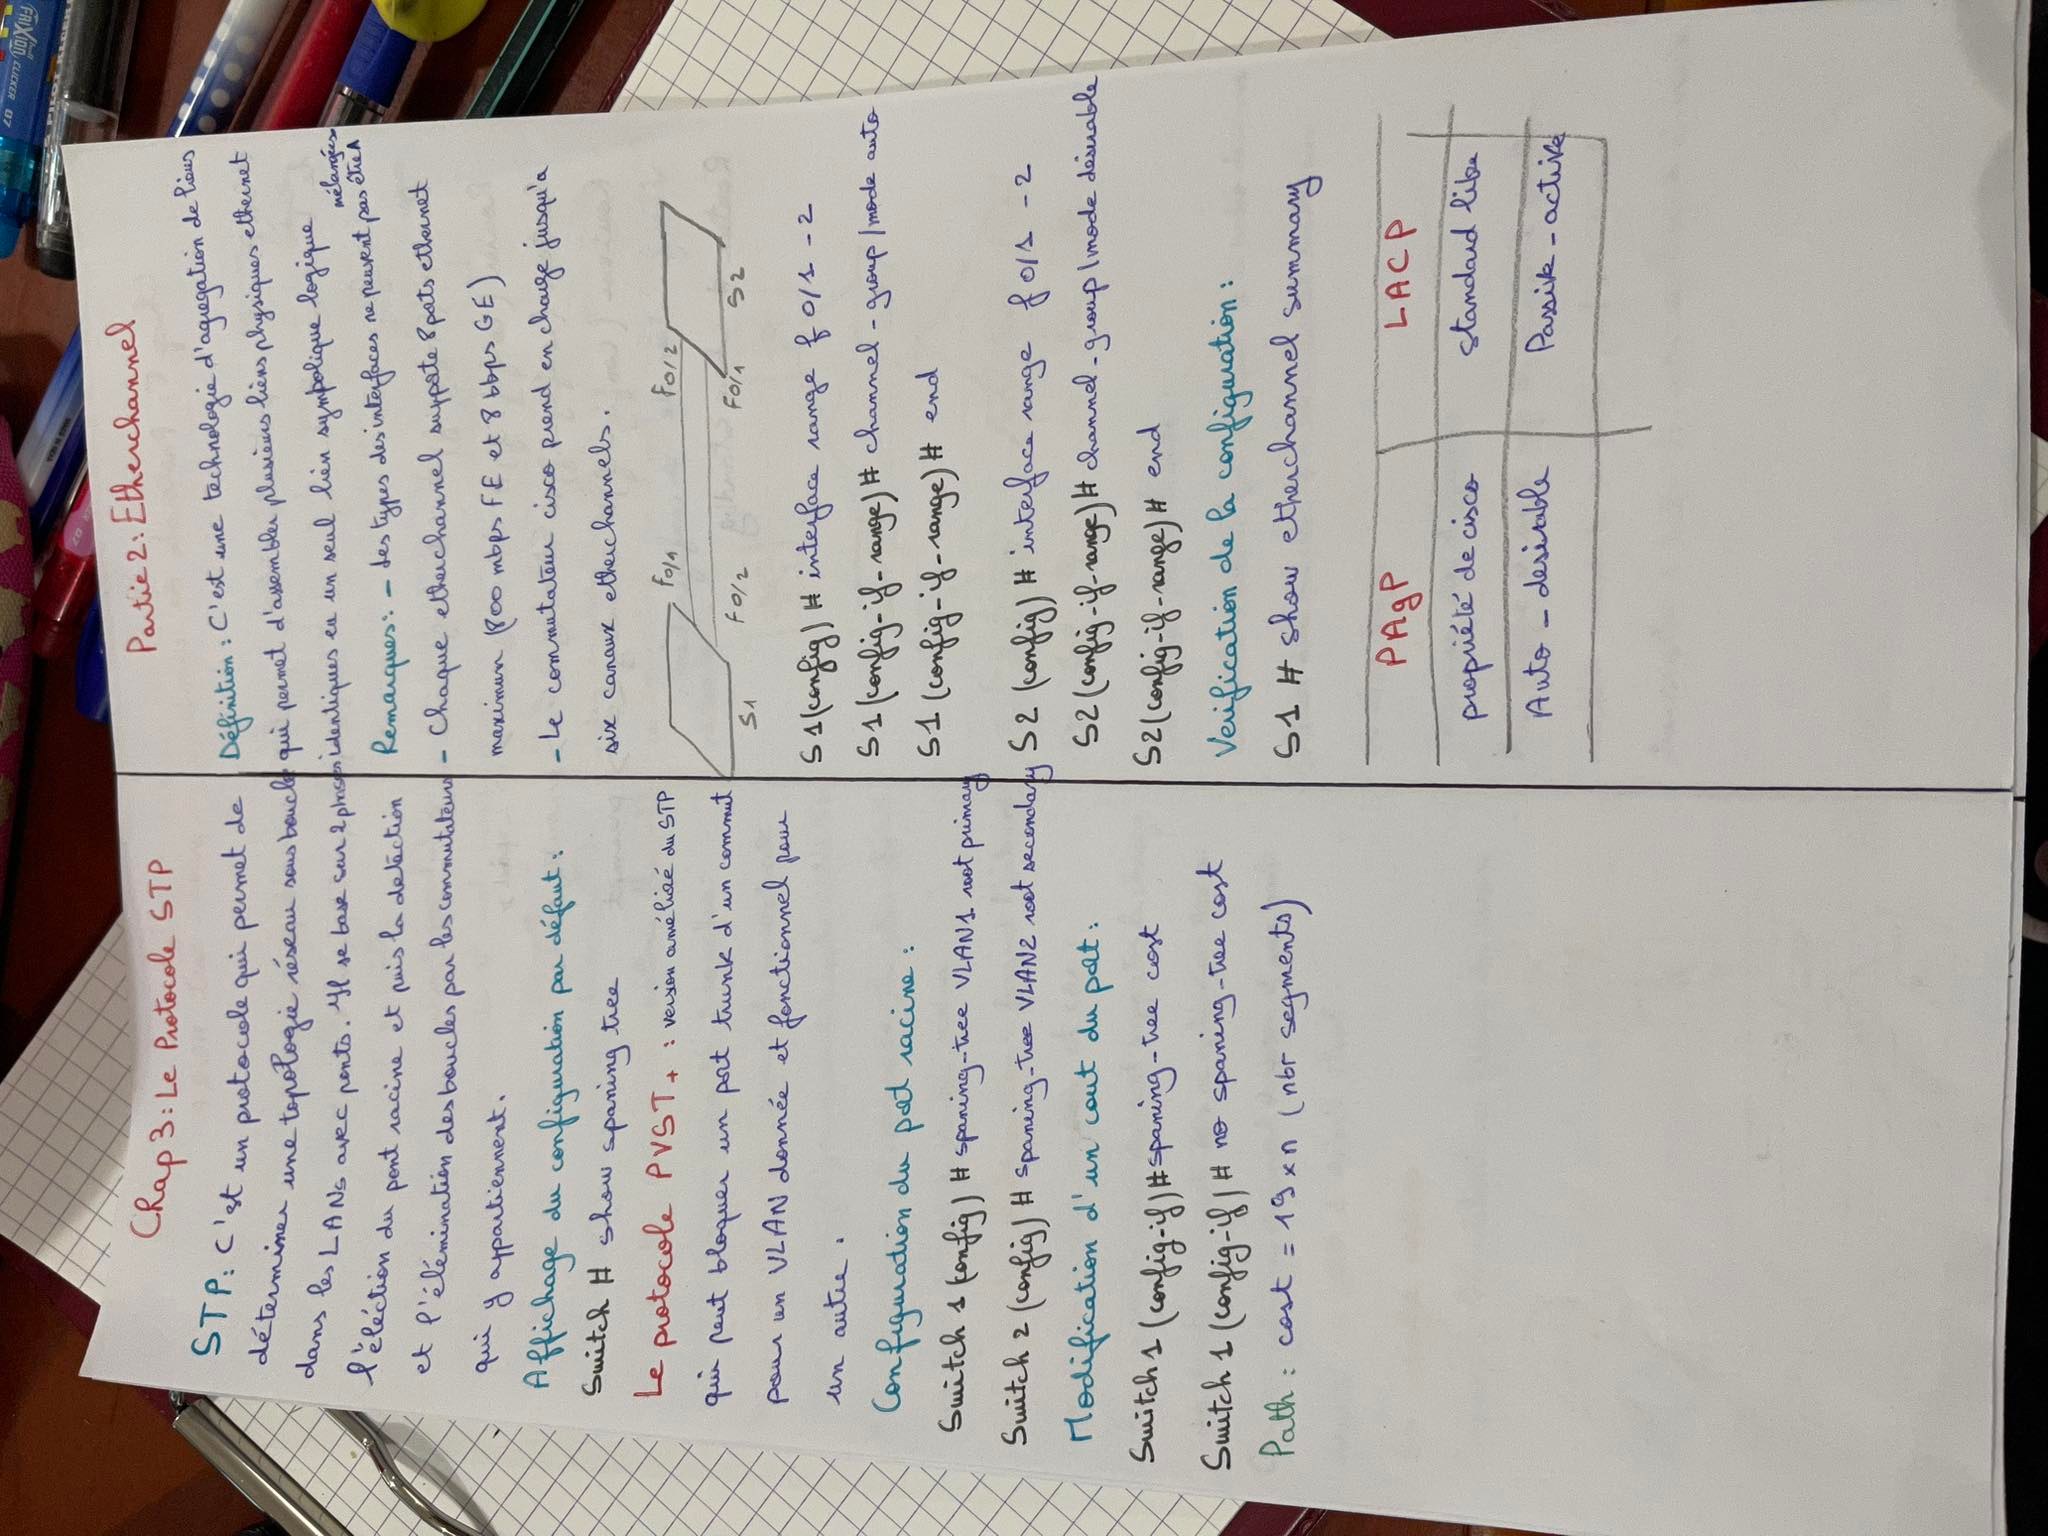 Chap 3: Le Protocole STP
STP: C'est un protocole qui permet de
déterminer une topologie réseau sans boucle
dans les LANs avec ponts. Il se base sur 2 phases
l'éléction du pont racine et puis la détéction
et l'élémination des boucles par les commutateurs
qui y appartiennent.
Affichage du configuration par défaut:
Switch # show spaning tree
Le protocole PVST+ : version améliéé du STP
qui peut bloquer un port trunk d'un commut
pour un VLAN donnée et fonctionnel pour
un autre.
Configuration du port racine:
Switch 1 (config) # spaning-tree VLAN1 root primary
Switch 2 (config) # spaning-tree VLAN2 root secondary
Modification d'un cout du port:
Switch 1 (config-if) # spaning-tree cost
Switch 1 (config-if) # no spaning-tree cost
Path: cost = 19 x n (nbr segments)
Partie 2: Etherchannel
Définition: C'est une technologie d'agregation de liens
qui permet d'assembler plusieurs liens physiques ethernet
identiques en un seul lien symbolique logique
Remarques: - Les types des interfaces ne peuvent pas être mélangées
- Chaque etherchannel supporte 8 ports ethernet
maximum (800 mbps FE et 8 bbps GE)
- Le commutateur cisco prend en charge jusqu'a
six canaux etherchannels.
F0/1 F0/2
S1 F0/2 F0/1 S2
S1 (config) # interface range f 0/1 - 2
S1 (config-if-range) # channel-group 1 mode auto
S1 (config-if-range) # end
S2 (config) # interface range f 0/1 - 2
S2 (config-if-range) # channel-group 1 mode désirable
S2 (config-if-range) # end
Verification de la configuration:
S1 # show etherchannel summary
PAgP LACP
propriété de cisco standard libre
Auto - desirable Passive - active
FRiXion CLICKER 07